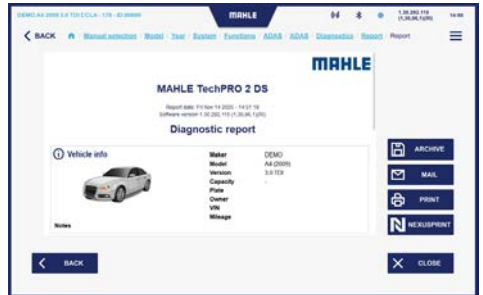 DEMO A4 2009 3.0 TDI CCLA - 176 - ID:00000
MAHLE
1.30.292.115
(1.30.96.1)(20)
14:55
BACK Manual selection Model Year System Functions ADAS ADAS Diagnostics Report Report
MAHLE
MAHLE TechPRO 2 DS
Report date: Fri Nov 14 2025 - 14:51:18
Software version 1.30.292.115 (1.30.96.1)(20)
Diagnostic report
Vehicle info
Maker DEMO
Model A4 (2009)
Version 3.0 TDI
Capacity -
Plate
Owner
VIN
Mileage
Notes
ARCHIVE
MAIL
PRINT
NEXUSPRINT
BACK
CLOSE